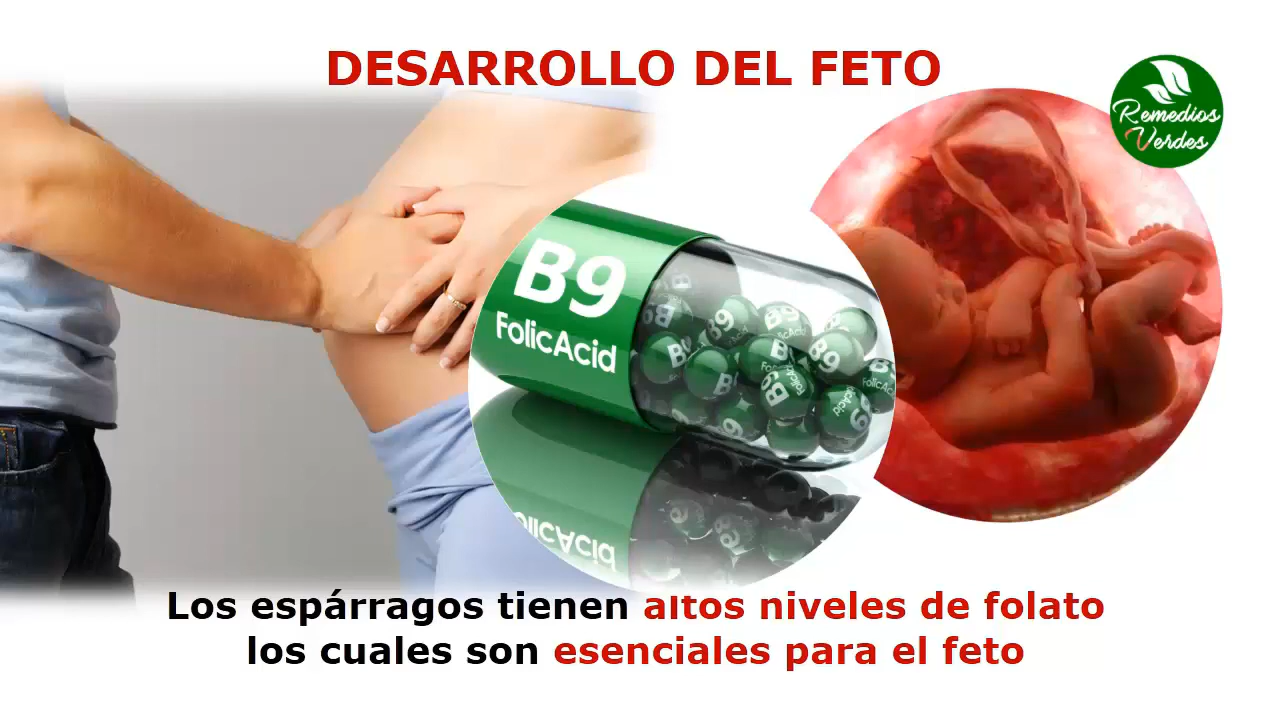 DESARROLLO DEL FETO
Remedios
Verdes
B9
FolicAcid
Los espárragos tienen altos niveles de folato
los cuales son esenciales para el feto